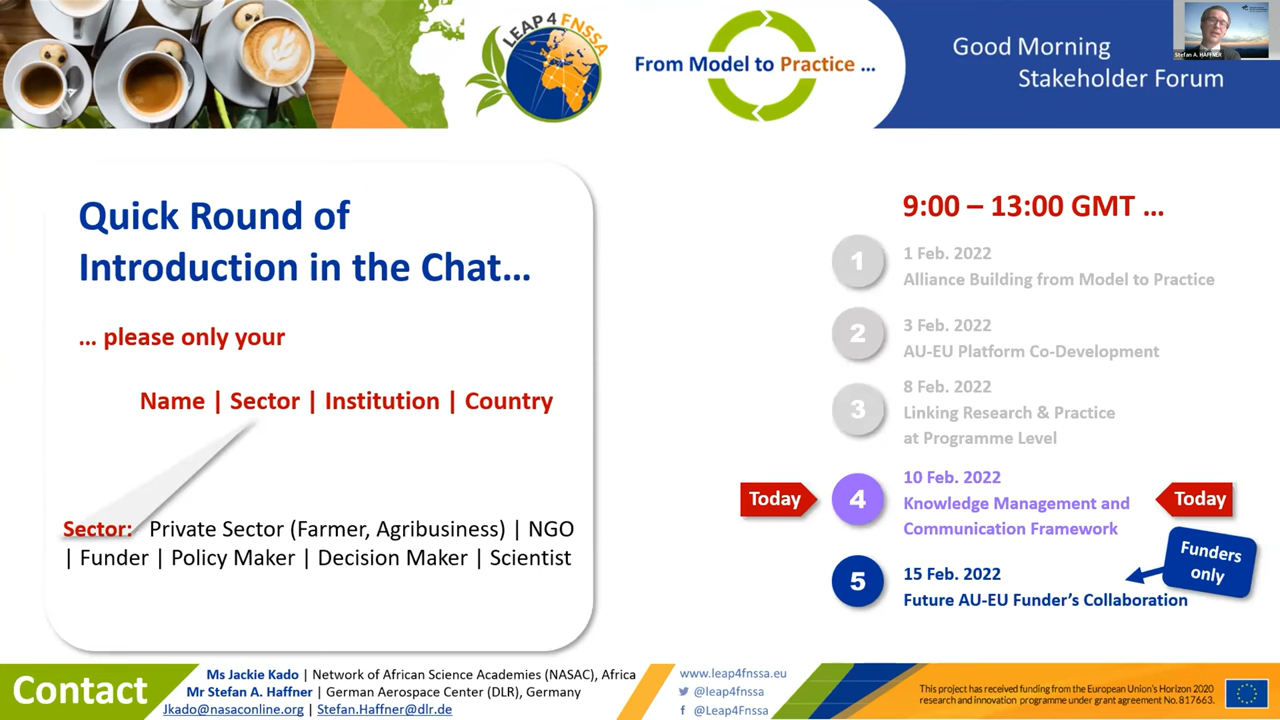 LEAP4FNSSA
From Model to Practice ...
Good Morning
Stakeholder Forum
Stefan A. HAFFNER
Quick Round of
Introduction in the Chat...
... please only your
Name | Sector | Institution | Country
Sector: Private Sector (Farmer, Agribusiness) | NGO
| Funder | Policy Maker | Decision Maker | Scientist
9:00 – 13:00 GMT ...
1
1 Feb. 2022
Alliance Building from Model to Practice
2
3 Feb. 2022
AU-EU Platform Co-Development
3
8 Feb. 2022
Linking Research & Practice
at Programme Level
Today
4
10 Feb. 2022
Knowledge Management and
Communication Framework
Today
5
15 Feb. 2022
Future AU-EU Funder's Collaboration
Funders
only
Contact
Ms Jackie Kado | Network of African Science Academies (NASAC), Africa
Mr Stefan A. Haffner | German Aerospace Center (DLR), Germany
Jkado@nasaconline.org | Stefan.Haffner@dlr.de
www.leap4fnssa.eu
@leap4fnssa
@Leap4Fnssa
This project has received funding from the European Union's Horizon 2020
research and innovation programme under grant agreement No. 817663.